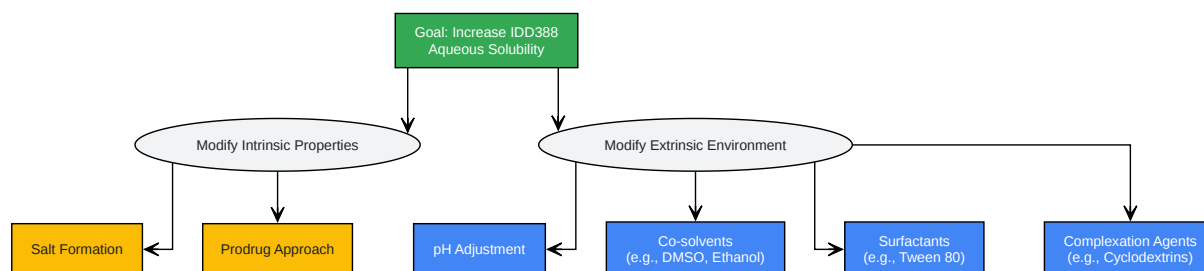 Goal: Increase IDD388
Aqueous Solubility
Modify Intrinsic Properties
Modify Extrinsic Environment
Salt Formation
Prodrug Approach
pH Adjustment
Co-solvents
(e.g., DMSO, Ethanol)
Surfactants
(e.g., Tween 80)
Complexation Agents
(e.g., Cyclodextrins)